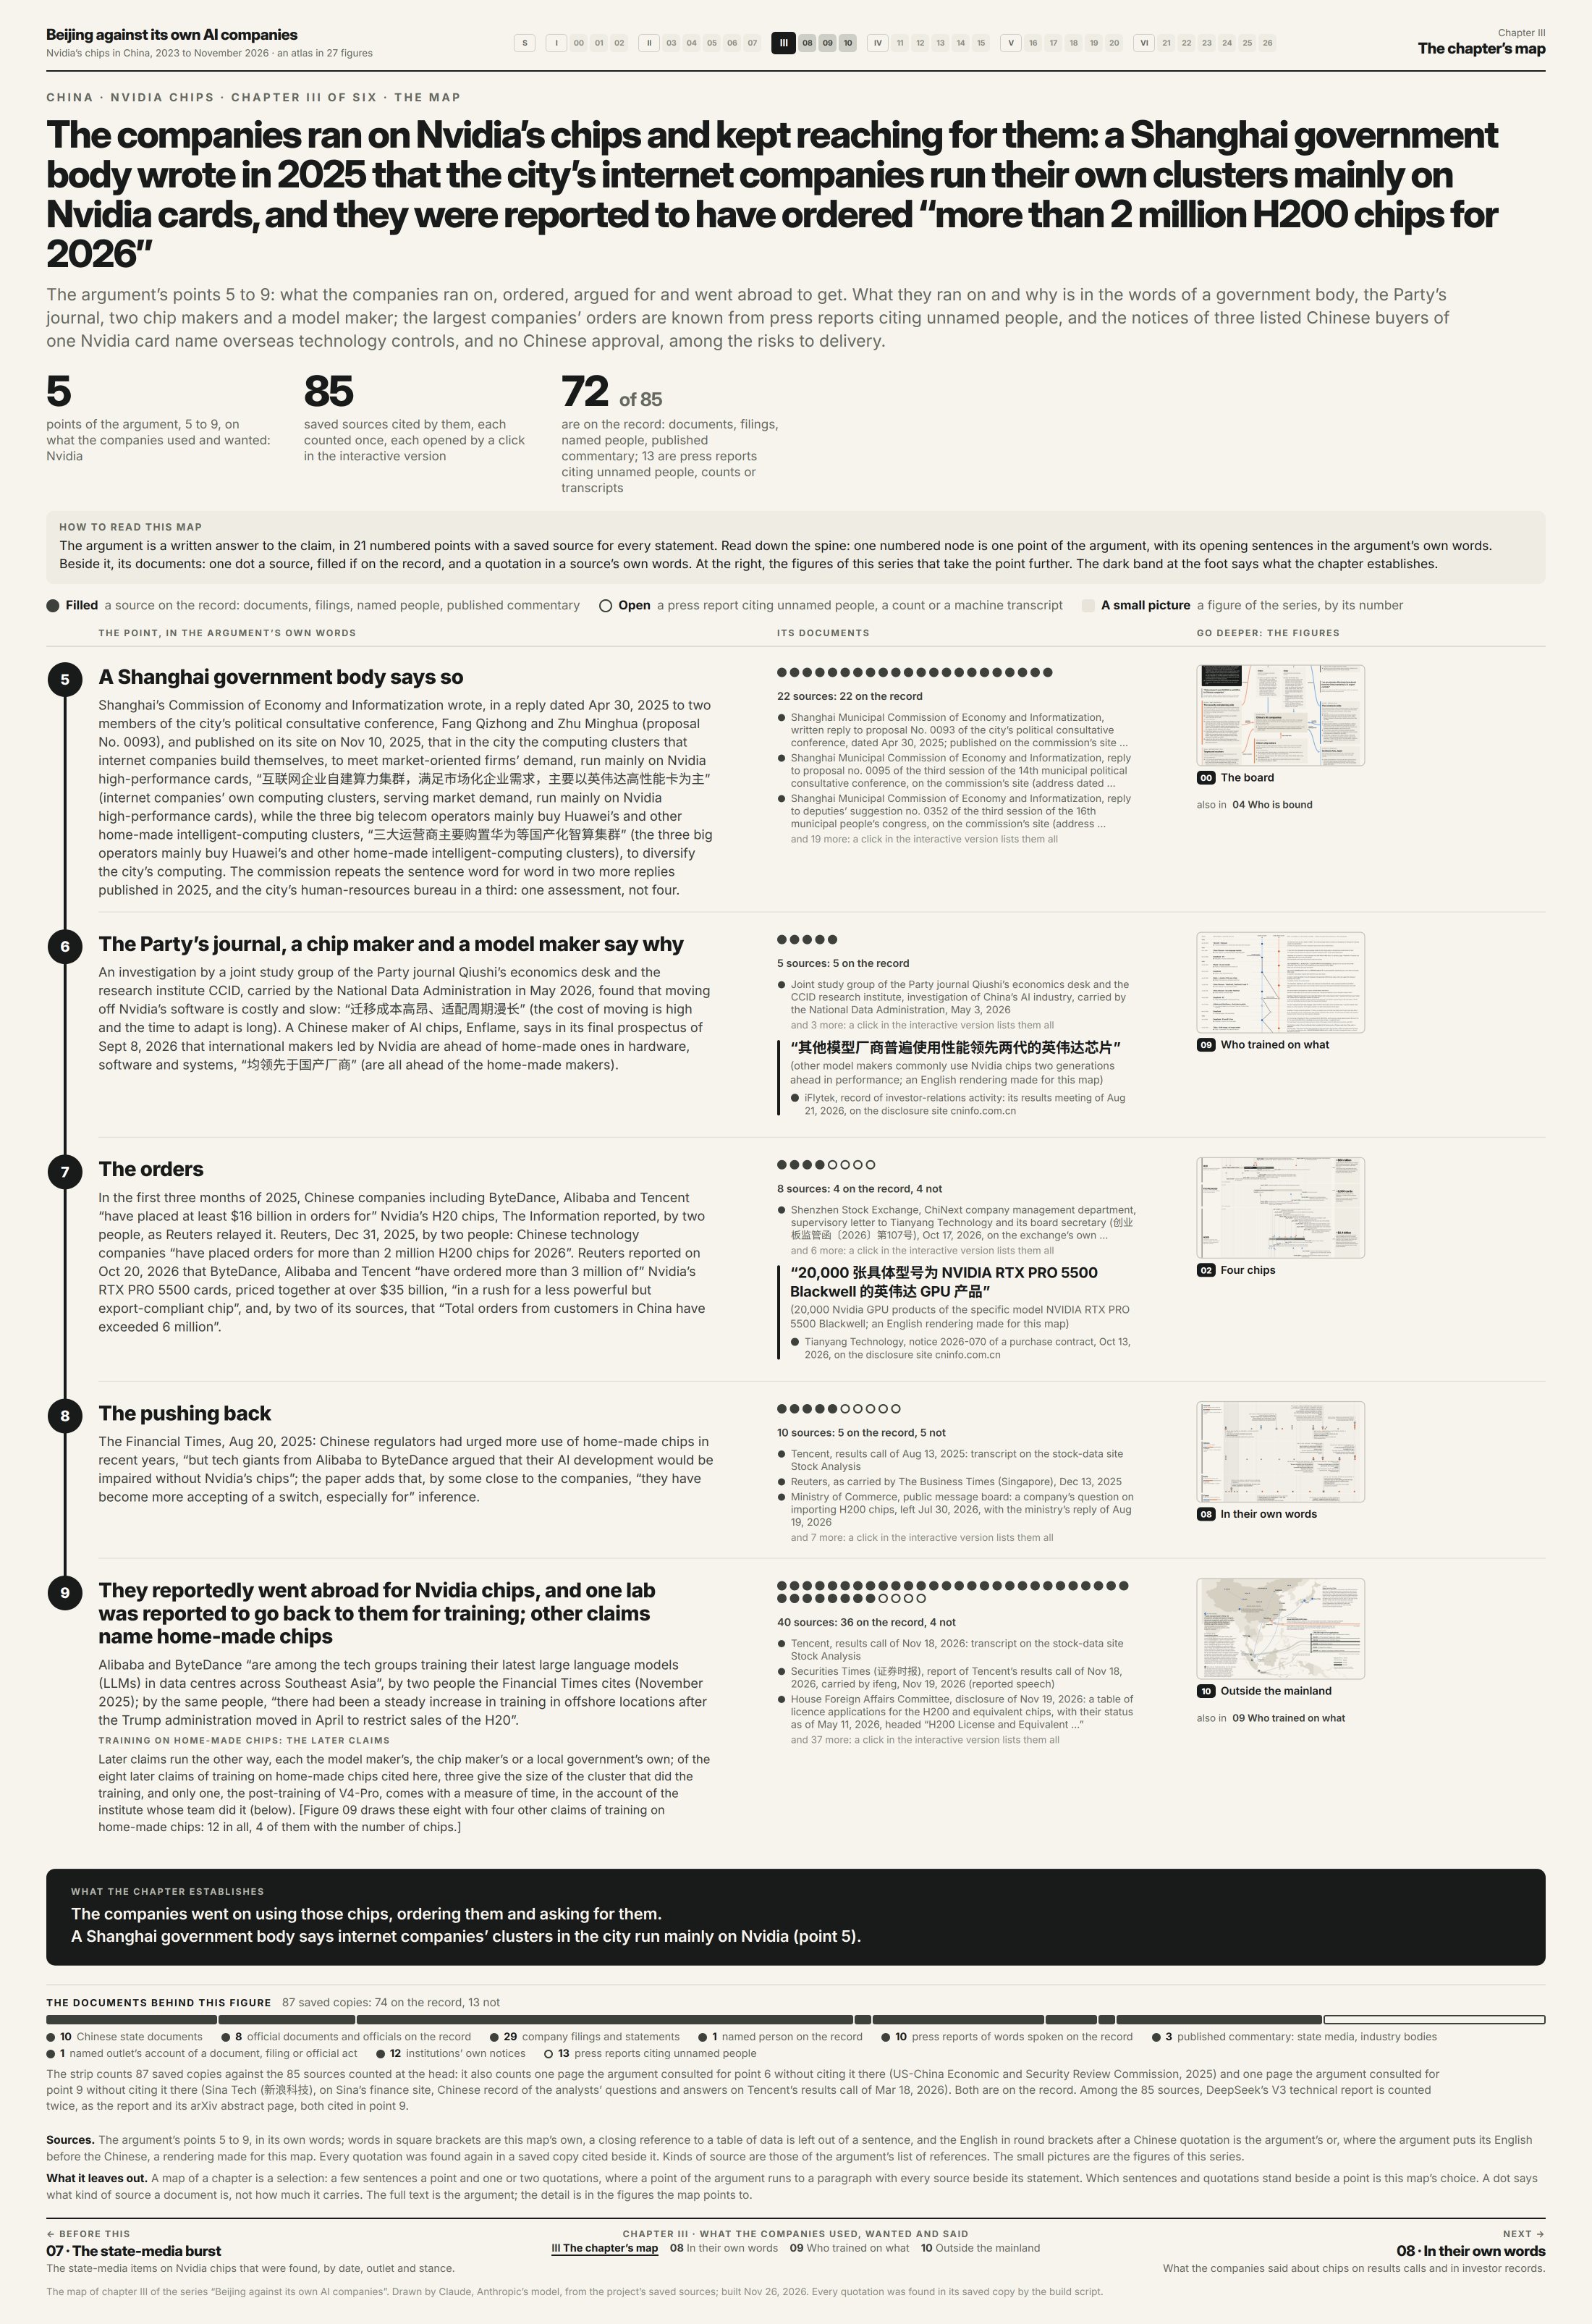 Beijing against its own AI companies
Nvidia's chips in China, 2023 to November 2026 · an atlas in 27 figures
S I 00 01 02 II 03 04 05 06 07 III 08 09 10 IV 11 12 13 14 15 V 16 17 18 19 20 VI 21 22 23 24 25 26
Chapter III
The chapter's map
CHINA · NVIDIA CHIPS · CHAPTER III OF SIX · THE MAP
The companies ran on Nvidia's chips and kept reaching for them: a Shanghai government
body wrote in 2025 that the city's internet companies run their own clusters mainly on
Nvidia cards, and they were reported to have ordered “more than 2 million H200 chips for
2026”
The argument's points 5 to 9: what the companies ran on, ordered, argued for and went abroad to get. What they ran on and why is in the words of a government body, the Party's
journal, two chip makers and a model maker; the largest companies' orders are known from press reports citing unnamed people, and the notices of three listed Chinese buyers of
one Nvidia card name overseas technology controls, and no Chinese approval, among the risks to delivery.
5
points of the argument, 5 to 9, on
what the companies used and wanted:
Nvidia
85
saved sources cited by them, each
counted once, each opened by a click
in the interactive version
72 of 85
are on the record: documents, filings,
named people, published
commentary; 13 are press reports
citing unnamed people, counts or
transcripts
HOW TO READ THIS MAP
The argument is a written answer to the claim, in 21 numbered points with a saved source for every statement. Read down the spine: one numbered node is one point of the argument, with its opening sentences in the argument's own words.
Beside it, its documents: one dot a source, filled if on the record, and a quotation in a source's own words. At the right, the figures of this series that take the point further. The dark band at the foot says what the chapter establishes.
Filled a source on the record: documents, filings, named people, published commentary Open a press report citing unnamed people, a count or a machine transcript A small picture a figure of the series, by its number
THE POINT, IN THE ARGUMENT'S OWN WORDS
ITS DOCUMENTS
GO DEEPER: THE FIGURES
5
A Shanghai government body says so
Shanghai's Commission of Economy and Informatization wrote, in a reply dated Apr 30, 2025 to two
members of the city's political consultative conference, Fang Qizhong and Zhu Minghua (proposal
No. 0093), and published on its site on Nov 10, 2025, that in the city the computing clusters that
internet companies build themselves, to meet market-oriented firms' demand, run mainly on Nvidia
high-performance cards, “互联网企业自建算力集群，满足市场化企业需求，主要以英伟达高性能卡为主”
(internet companies' own computing clusters, serving market demand, run mainly on Nvidia
high-performance cards), while the three big telecom operators mainly buy Huawei's and other
home-made intelligent-computing clusters, “三大运营商主要购置华为等国产化智算集群” (the three big
operators mainly buy Huawei's and other home-made intelligent-computing clusters), to diversify
the city's computing. The commission repeats the sentence word for word in two more replies
published in 2025, and the city's human-resources bureau in a third: one assessment, not four.
22 sources: 22 on the record
Shanghai Municipal Commission of Economy and Informatization,
written reply to proposal No. 0093 of the city's political consultative
conference, dated Apr 30, 2025; published on the commission's site ...
Shanghai Municipal Commission of Economy and Informatization, reply
to proposal no. 0095 of the third session of the 14th municipal political
consultative conference, on the commission's site (address dated ...
Shanghai Municipal Commission of Economy and Informatization, reply
to deputies' suggestion no. 0352 of the third session of the 16th
municipal people's congress, on the commission's site (address ...
and 19 more: a click in the interactive version lists them all
00 The board
also in 04 Who is bound
6
The Party's journal, a chip maker and a model maker say why
An investigation by a joint study group of the Party journal Qiushi's economics desk and the
research institute CCID, carried by the National Data Administration in May 2026, found that moving
off Nvidia's software is costly and slow: “迁移成本高昂、适配周期漫长” (the cost of moving is high
and the time to adapt is long). A Chinese maker of AI chips, Enflame, says in its final prospectus of
Sept 8, 2026 that international makers led by Nvidia are ahead of home-made ones in hardware,
software and systems, “均领先于国产厂商” (are all ahead of the home-made makers).
5 sources: 5 on the record
Joint study group of the Party journal Qiushi's economics desk and the
CCID research institute, investigation of China's AI industry, carried by
the National Data Administration, May 3, 2026
and 3 more: a click in the interactive version lists them all
“其他模型厂商普遍使用性能领先两代的英伟达芯片”
(other model makers commonly use Nvidia chips two generations
ahead in performance; an English rendering made for this map)
iFlytek, record of investor-relations activity: its results meeting of Aug
21, 2026, on the disclosure site cninfo.com.cn
09 Who trained on what
7
The orders
In the first three months of 2025, Chinese companies including ByteDance, Alibaba and Tencent
“have placed at least $16 billion in orders for” Nvidia's H20 chips, The Information reported, by two
people, as Reuters relayed it. Reuters, Dec 31, 2025, by two people: Chinese technology
companies “have placed orders for more than 2 million H200 chips for 2026”. Reuters reported on
Oct 20, 2026 that ByteDance, Alibaba and Tencent “have ordered more than 3 million of” Nvidia's
RTX PRO 5500 cards, priced together at over $35 billion, “in a rush for a less powerful but
export-compliant chip”, and, by two of its sources, that “Total orders from customers in China have
exceeded 6 million”.
8 sources: 4 on the record, 4 not
Shenzhen Stock Exchange, ChiNext company management department,
supervisory letter to Tianyang Technology and its board secretary (创业
板监管函〔2026〕第107号), Oct 17, 2026, on the exchange's own ...
and 6 more: a click in the interactive version lists them all
“20,000 张具体型号为 NVIDIA RTX PRO 5500
Blackwell 的英伟达 GPU 产品”
(20,000 Nvidia GPU products of the specific model NVIDIA RTX PRO
5500 Blackwell; an English rendering made for this map)
Tianyang Technology, notice 2026-070 of a purchase contract, Oct 13,
2026, on the disclosure site cninfo.com.cn
02 Four chips
8
The pushing back
The Financial Times, Aug 20, 2025: Chinese regulators had urged more use of home-made chips in
recent years, “but tech giants from Alibaba to ByteDance argued that their AI development would be
impaired without Nvidia's chips”; the paper adds that, by some close to the companies, “they have
become more accepting of a switch, especially for” inference.
10 sources: 5 on the record, 5 not
Tencent, results call of Aug 13, 2025: transcript on the stock-data site
Stock Analysis
Reuters, as carried by The Business Times (Singapore), Dec 13, 2025
Ministry of Commerce, public message board: a company's question on
importing H200 chips, left Jul 30, 2026, with the ministry's reply of Aug
19, 2026
and 7 more: a click in the interactive version lists them all
08 In their own words
9
They reportedly went abroad for Nvidia chips, and one lab
was reported to go back to them for training; other claims
name home-made chips
Alibaba and ByteDance “are among the tech groups training their latest large language models
(LLMs) in data centres across Southeast Asia”, by two people the Financial Times cites (November
2025); by the same people, “there had been a steady increase in training in offshore locations after
the Trump administration moved in April to restrict sales of the H20”.
TRAINING ON HOME-MADE CHIPS: THE LATER CLAIMS
Later claims run the other way, each the model maker's, the chip maker's or a local government's own; of the
eight later claims of training on home-made chips cited here, three give the size of the cluster that did the
training, and only one, the post-training of V4-Pro, comes with a measure of time, in the account of the
institute whose team did it (below). [Figure 09 draws these eight with four other claims of training on
home-made chips: 12 in all, 4 of them with the number of chips.]
40 sources: 36 on the record, 4 not
Tencent, results call of Nov 18, 2026: transcript on the stock-data site
Stock Analysis
Securities Times (证券时报), report of Tencent's results call of Nov 18,
2026, carried by ifeng, Nov 19, 2026 (reported speech)
House Foreign Affairs Committee, disclosure of Nov 19, 2026: a table of
licence applications for the H200 and equivalent chips, with their status
as of May 11, 2026, headed “H200 License and Equivalent ...”
and 37 more: a click in the interactive version lists them all
10 Outside the mainland
also in 09 Who trained on what
WHAT THE CHAPTER ESTABLISHES
The companies went on using those chips, ordering them and asking for them.
A Shanghai government body says internet companies' clusters in the city run mainly on Nvidia (point 5).
THE DOCUMENTS BEHIND THIS FIGURE 87 saved copies: 74 on the record, 13 not
10 Chinese state documents 8 official documents and officials on the record 29 company filings and statements 1 named person on the record 10 press reports of words spoken on the record 3 published commentary: state media, industry bodies
1 named outlet's account of a document, filing or official act 12 institutions' own notices 13 press reports citing unnamed people
The strip counts 87 saved copies against the 85 sources counted at the head: it also counts one page the argument consulted for point 6 without citing it there (US-China Economic and Security Review Commission, 2025) and one page the argument consulted for
point 9 without citing it there (Sina Tech (新浪科技), on Sina's finance site, Chinese record of the analysts' questions and answers on Tencent's results call of Mar 18, 2026). Both are on the record. Among the 85 sources, DeepSeek's V3 technical report is counted
twice, as the report and its arXiv abstract page, both cited in point 9.
Sources. The argument's points 5 to 9, in its own words; words in square brackets are this map's own, a closing reference to a table of data is left out of a sentence, and the English in round brackets after a Chinese quotation is the argument's or, where the argument puts its English
before the Chinese, a rendering made for this map. Every quotation was found again in a saved copy cited beside it. Kinds of source are those of the argument's list of references. The small pictures are the figures of this series.
What it leaves out. A map of a chapter is a selection: a few sentences a point and one or two quotations, where a point of the argument runs to a paragraph with every source beside its statement. Which sentences and quotations stand beside a point is this map's choice. A dot says
what kind of source a document is, not how much it carries. The full text is the argument; the detail is in the figures the map points to.
← BEFORE THIS
07 · The state-media burst
The state-media items on Nvidia chips that were found, by date, outlet and stance.
CHAPTER III · WHAT THE COMPANIES USED, WANTED AND SAID
III The chapter's map 08 In their own words 09 Who trained on what 10 Outside the mainland
NEXT →
08 · In their own words
What the companies said about chips on results calls and in investor records.
The map of chapter III of the series “Beijing against its own AI companies”. Drawn by Claude, Anthropic's model, from the project's saved sources; built Nov 26, 2026. Every quotation was found in its saved copy by the build script.